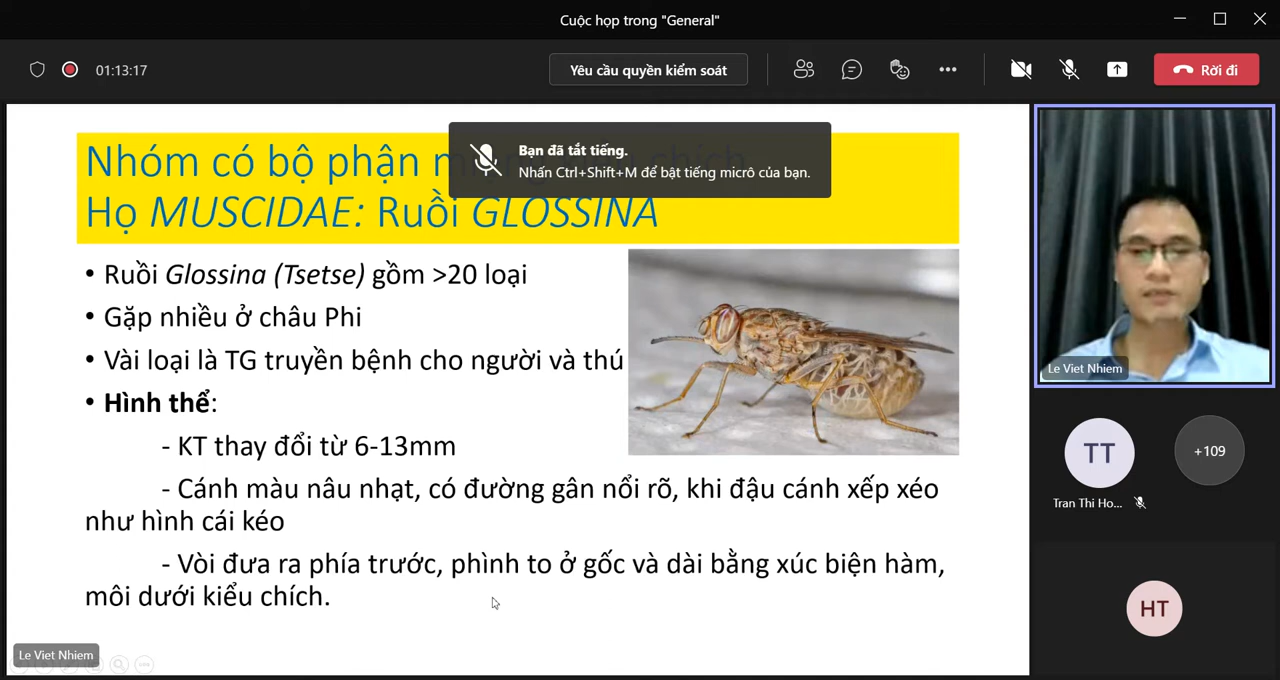 Cuộc họp trong "General"
01:13:17
Yêu cầu quyền kiểm soát
Rời đi
Nhóm có bộ phận
Bạn đã tắt tiếng.
Nhấn Ctrl+Shift+M để bật tiếng micrô của bạn.
Họ MUSCIDAE: Ruồi GLOSSINA
• Ruồi Glossina (Tsetse) gồm >20 loại
• Gặp nhiều ở châu Phi
• Vài loại là TG truyền bệnh cho người và thú
• Hình thể:
- KT thay đổi từ 6-13mm
- Cánh màu nâu nhạt, có đường gân nổi rõ, khi đậu cánh xếp xéo
như hình cái kéo
- Vòi đưa ra phía trước, phình to ở gốc và dài bằng xúc biện hàm,
môi dưới kiểu chích.
Le Viet Nhiem
Le Viet Nhiem
TT
+109
Tran Thi Ho...
HT